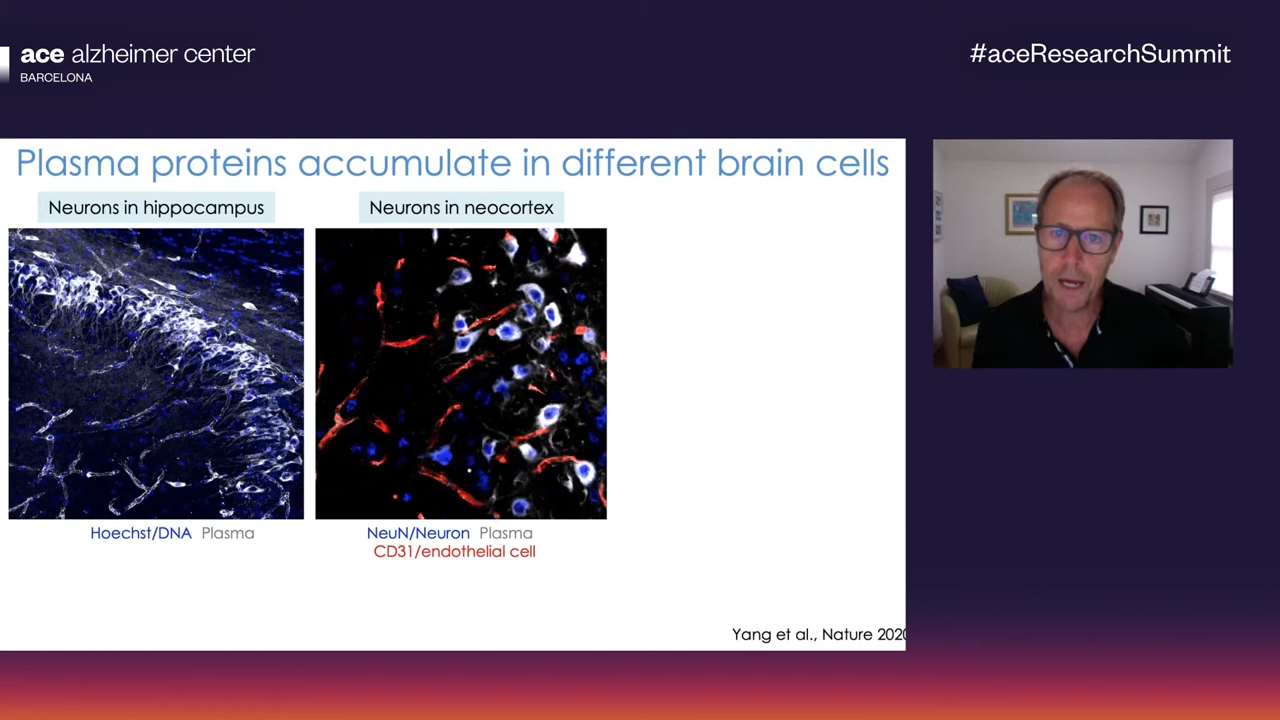 ace alzheimer center
BARCELONA
#aceResearchSummit
Plasma proteins accumulate in different brain cells
Neurons in hippocampus
Neurons in neocortex
Hoechst/DNA Plasma
NeuN/Neuron Plasma
CD31/endothelial cell
Yang et al., Nature 2020